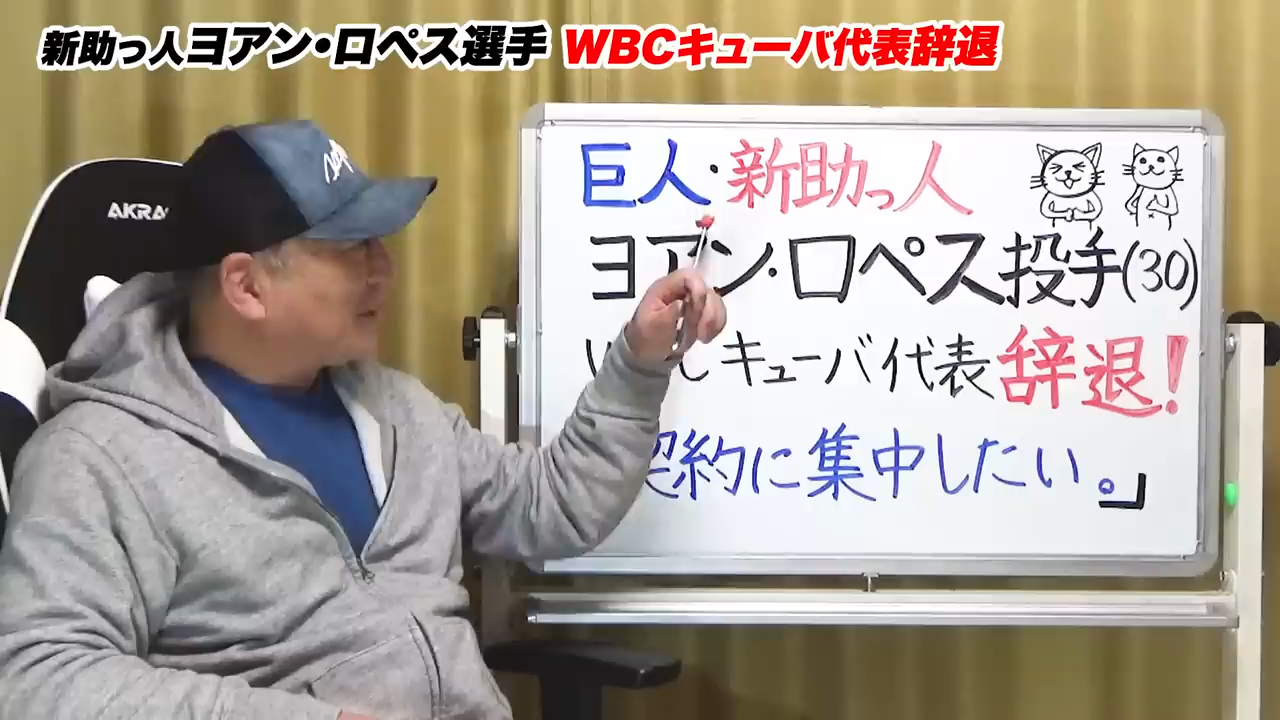 新助っ人ヨアン・ロペス選手 WBCキューバ代表辞退
AKRA
巨人・新助っ人
ヨアン・ロペス投手(30)
キューバ代表辞退!
契約に集中したい。」